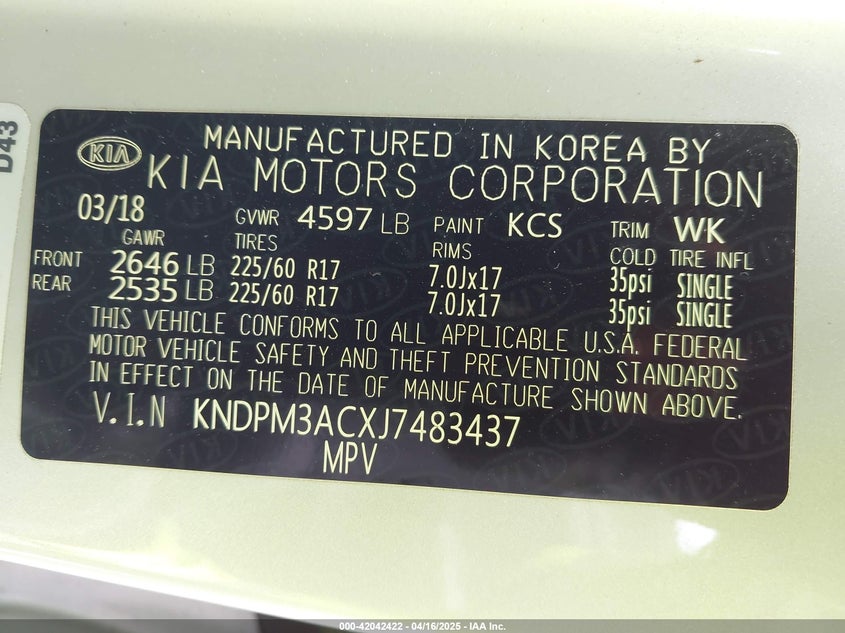 D43
KIA
MANUFACTURED IN KOREA BY
KIA MOTORS CORPORATION
03/18 GVWR 4597 LB PAINT KCS TRIM WK
GAWR TIRES RIMS COLD TIRE INFL
FRONT 2646 LB 225/60 R17 7.0Jx17 35psi SINGLE
REAR 2535 LB 225/60 R17 7.0Jx17 35psi SINGLE
THIS VEHICLE CONFORMS TO ALL APPLICABLE U.S.A. FEDERAL
MOTOR VEHICLE SAFETY AND THEFT PREVENTION STANDARDS
IN EFFECT ON THE DATE OF MANUFACTURE SHOWN ABOVE.
V.I.N KNDPM3ACXJ7483437
MPV
000-42042422 - 04/16/2025 - IAA Inc.